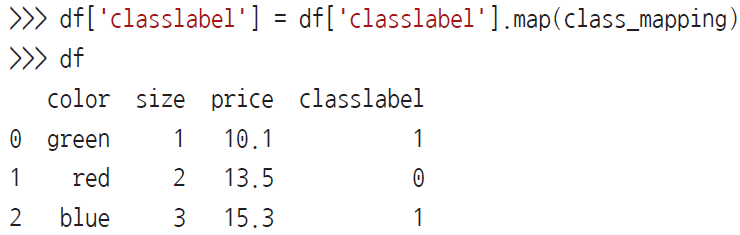 >>> df['classlabel'] = df['classlabel'].map(class_mapping)
>>> df
   color  size  price  classlabel
0  green     1   10.1           1
1    red     2   13.5           0
2   blue     3   15.3           1